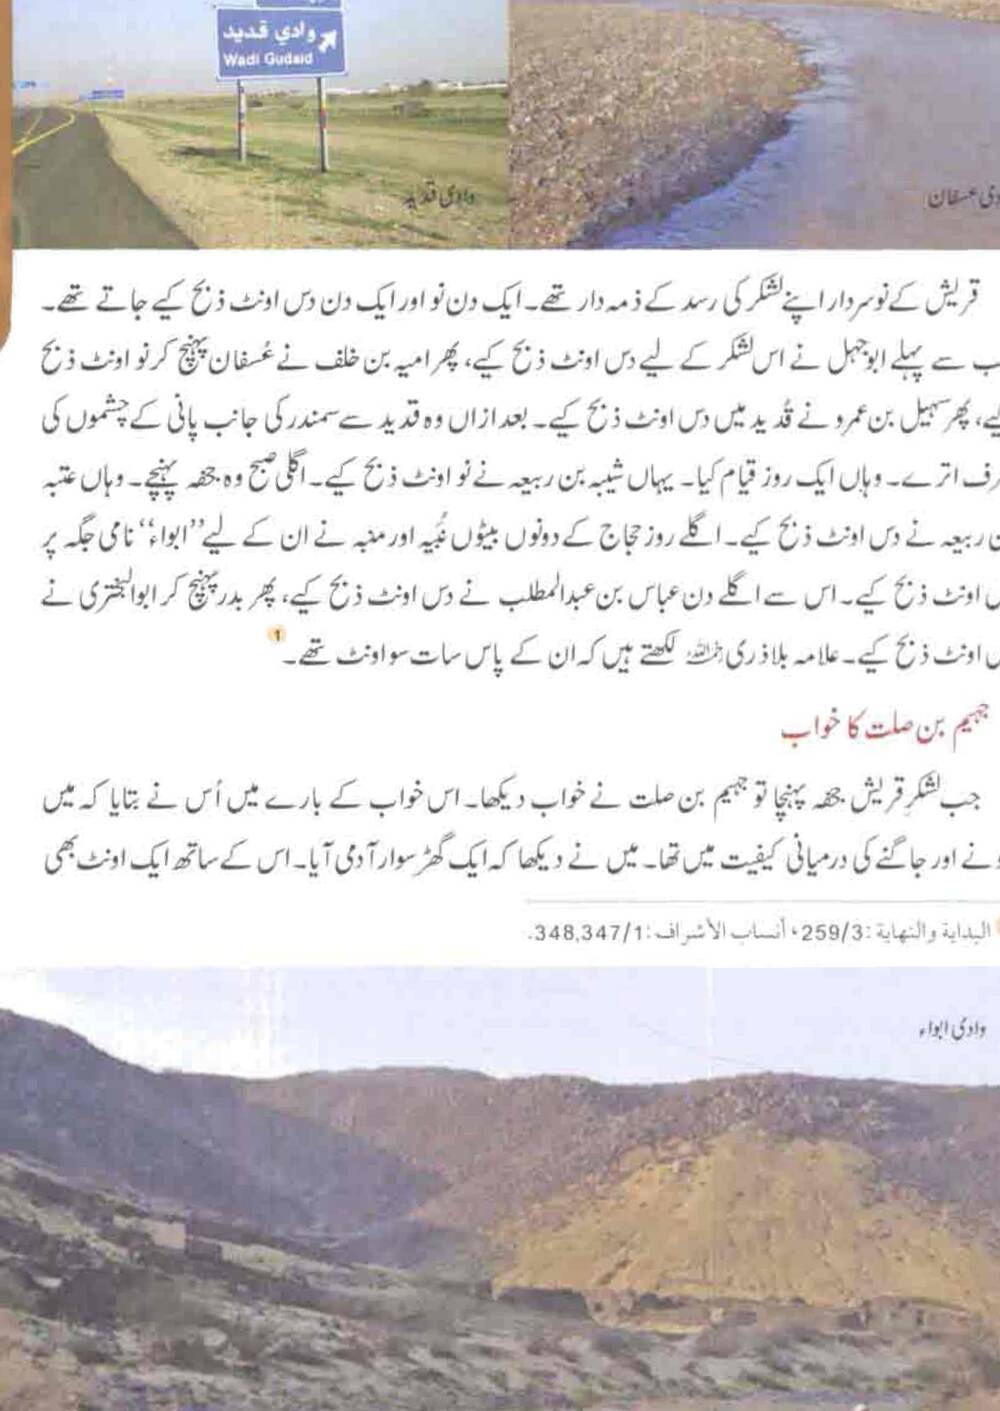 وادي قديد
Wadi Gudaid
وادی قدید
دی عسفان
قریش کے نو سردار اپنے لشکر کی رسد کے ذمہ دار تھے۔ ایک دن نو اور ایک دن دس اونٹ ذبح کیے جاتے تھے۔
ب سے پہلے ابوجہل نے اس لشکر کے لیے دس اونٹ ذبح کیے، پھر امیہ بن خلف نے عُسفان پہنچ کر نو اونٹ ذبح
یے، پھر سہیل بن عمرو نے قُدید میں دس اونٹ ذبح کیے۔ بعد ازاں وہ قدید سے سمندر کی جانب پانی کے چشموں کی
رف اترے۔ وہاں ایک روز قیام کیا۔ یہاں شیبہ بن ربیعہ نے نو اونٹ ذبح کیے۔ اگلی صبح وہ جحفہ پہنچے۔ وہاں عتبہ
ن ربیعہ نے دس اونٹ ذبح کیے۔ اگلے روز حجاج کے دونوں بیٹوں نُبَیہ اور منبہ نے ان کے لیے ’’ابواء‘‘ نامی جگہ پر
س اونٹ ذبح کیے۔ اس سے اگلے دن عباس بن عبدالمطلب نے دس اونٹ ذبح کیے، پھر بدر پہنچ کر ابوالبختری نے
س اونٹ ذبح کیے۔ علامہ بلاذری رحمہ اللہ لکھتے ہیں کہ ان کے پاس سات سو اونٹ تھے۔ 1
جہیم بن صلت کا خواب
جب لشکرِ قریش جحفہ پہنچا تو جہیم بن صلت نے خواب دیکھا۔ اس خواب کے بارے میں اُس نے بتایا کہ میں
ونے اور جاگنے کی درمیانی کیفیت میں تھا۔ میں نے دیکھا کہ ایک گھڑ سوار آدمی آیا۔ اس کے ساتھ ایک اونٹ بھی
البداية والنهاية: 259/3، أنساب الأشراف: 348,347/1.
وادی ابواء